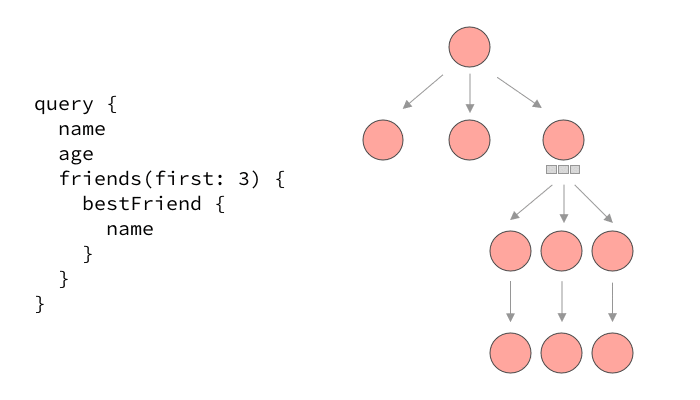 query {
  name
  age
  friends(first: 3) {
    bestFriend {
      name
    }
  }
}